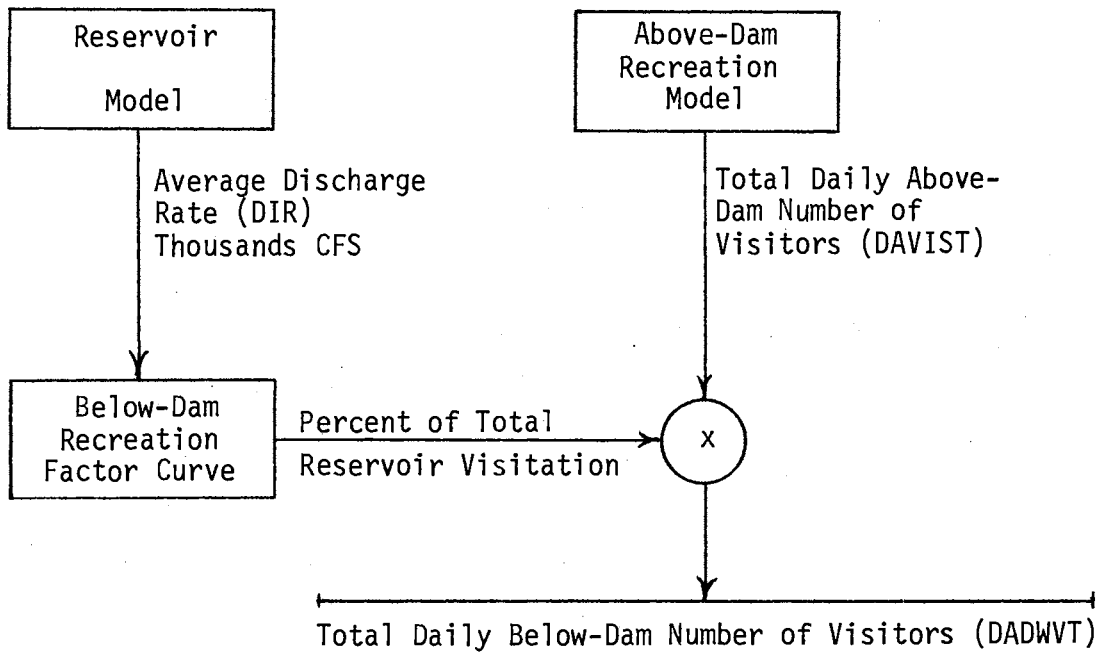 Reservoir
Model
Above-Dam
Recreation
Model
Average Discharge
Rate (DIR)
Thousands CFS
Total Daily Above-
Dam Number of
Visitors (DAVIST)
Below-Dam
Recreation
Factor Curve
Percent of Total
Reservoir Visitation
x
Total Daily Below-Dam Number of Visitors (DADWVT)